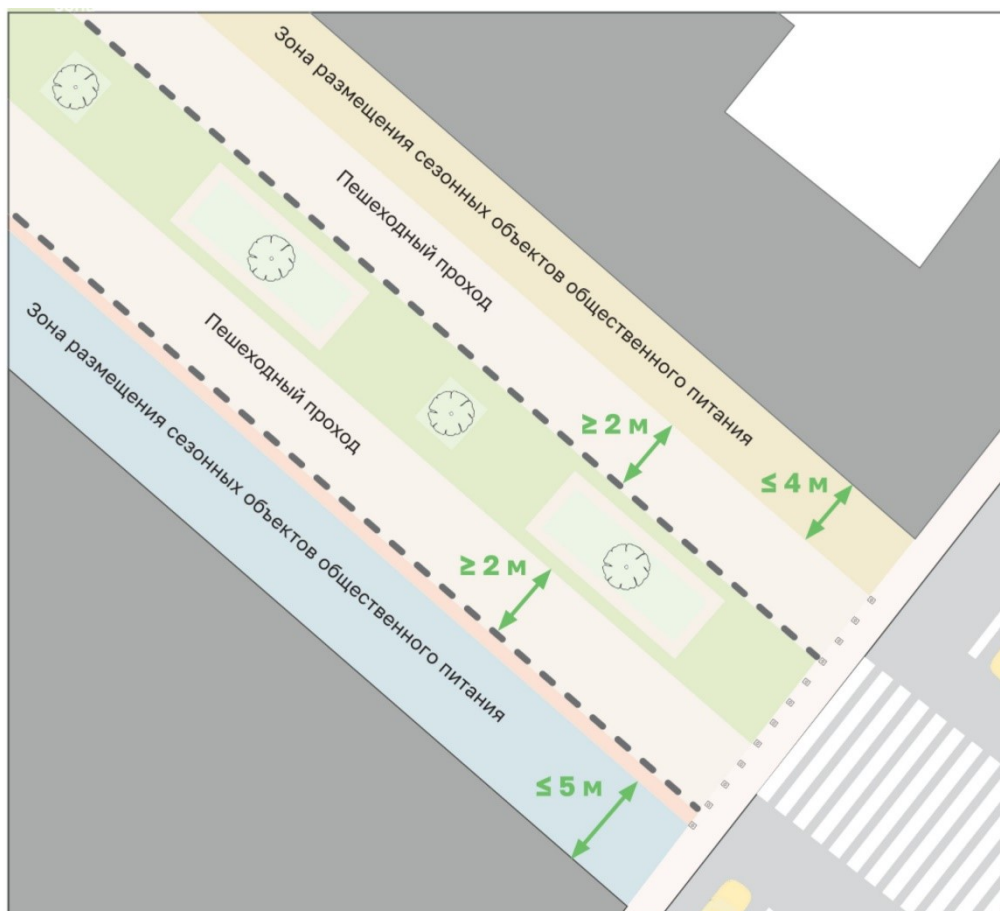 Зона размещения сезонных объектов общественного питания
Пешеходный проход
≥ 2 м
≤ 4 м
Пешеходный проход
Зона размещения сезонных объектов общественного питания
≥ 2 м
≤ 5 м